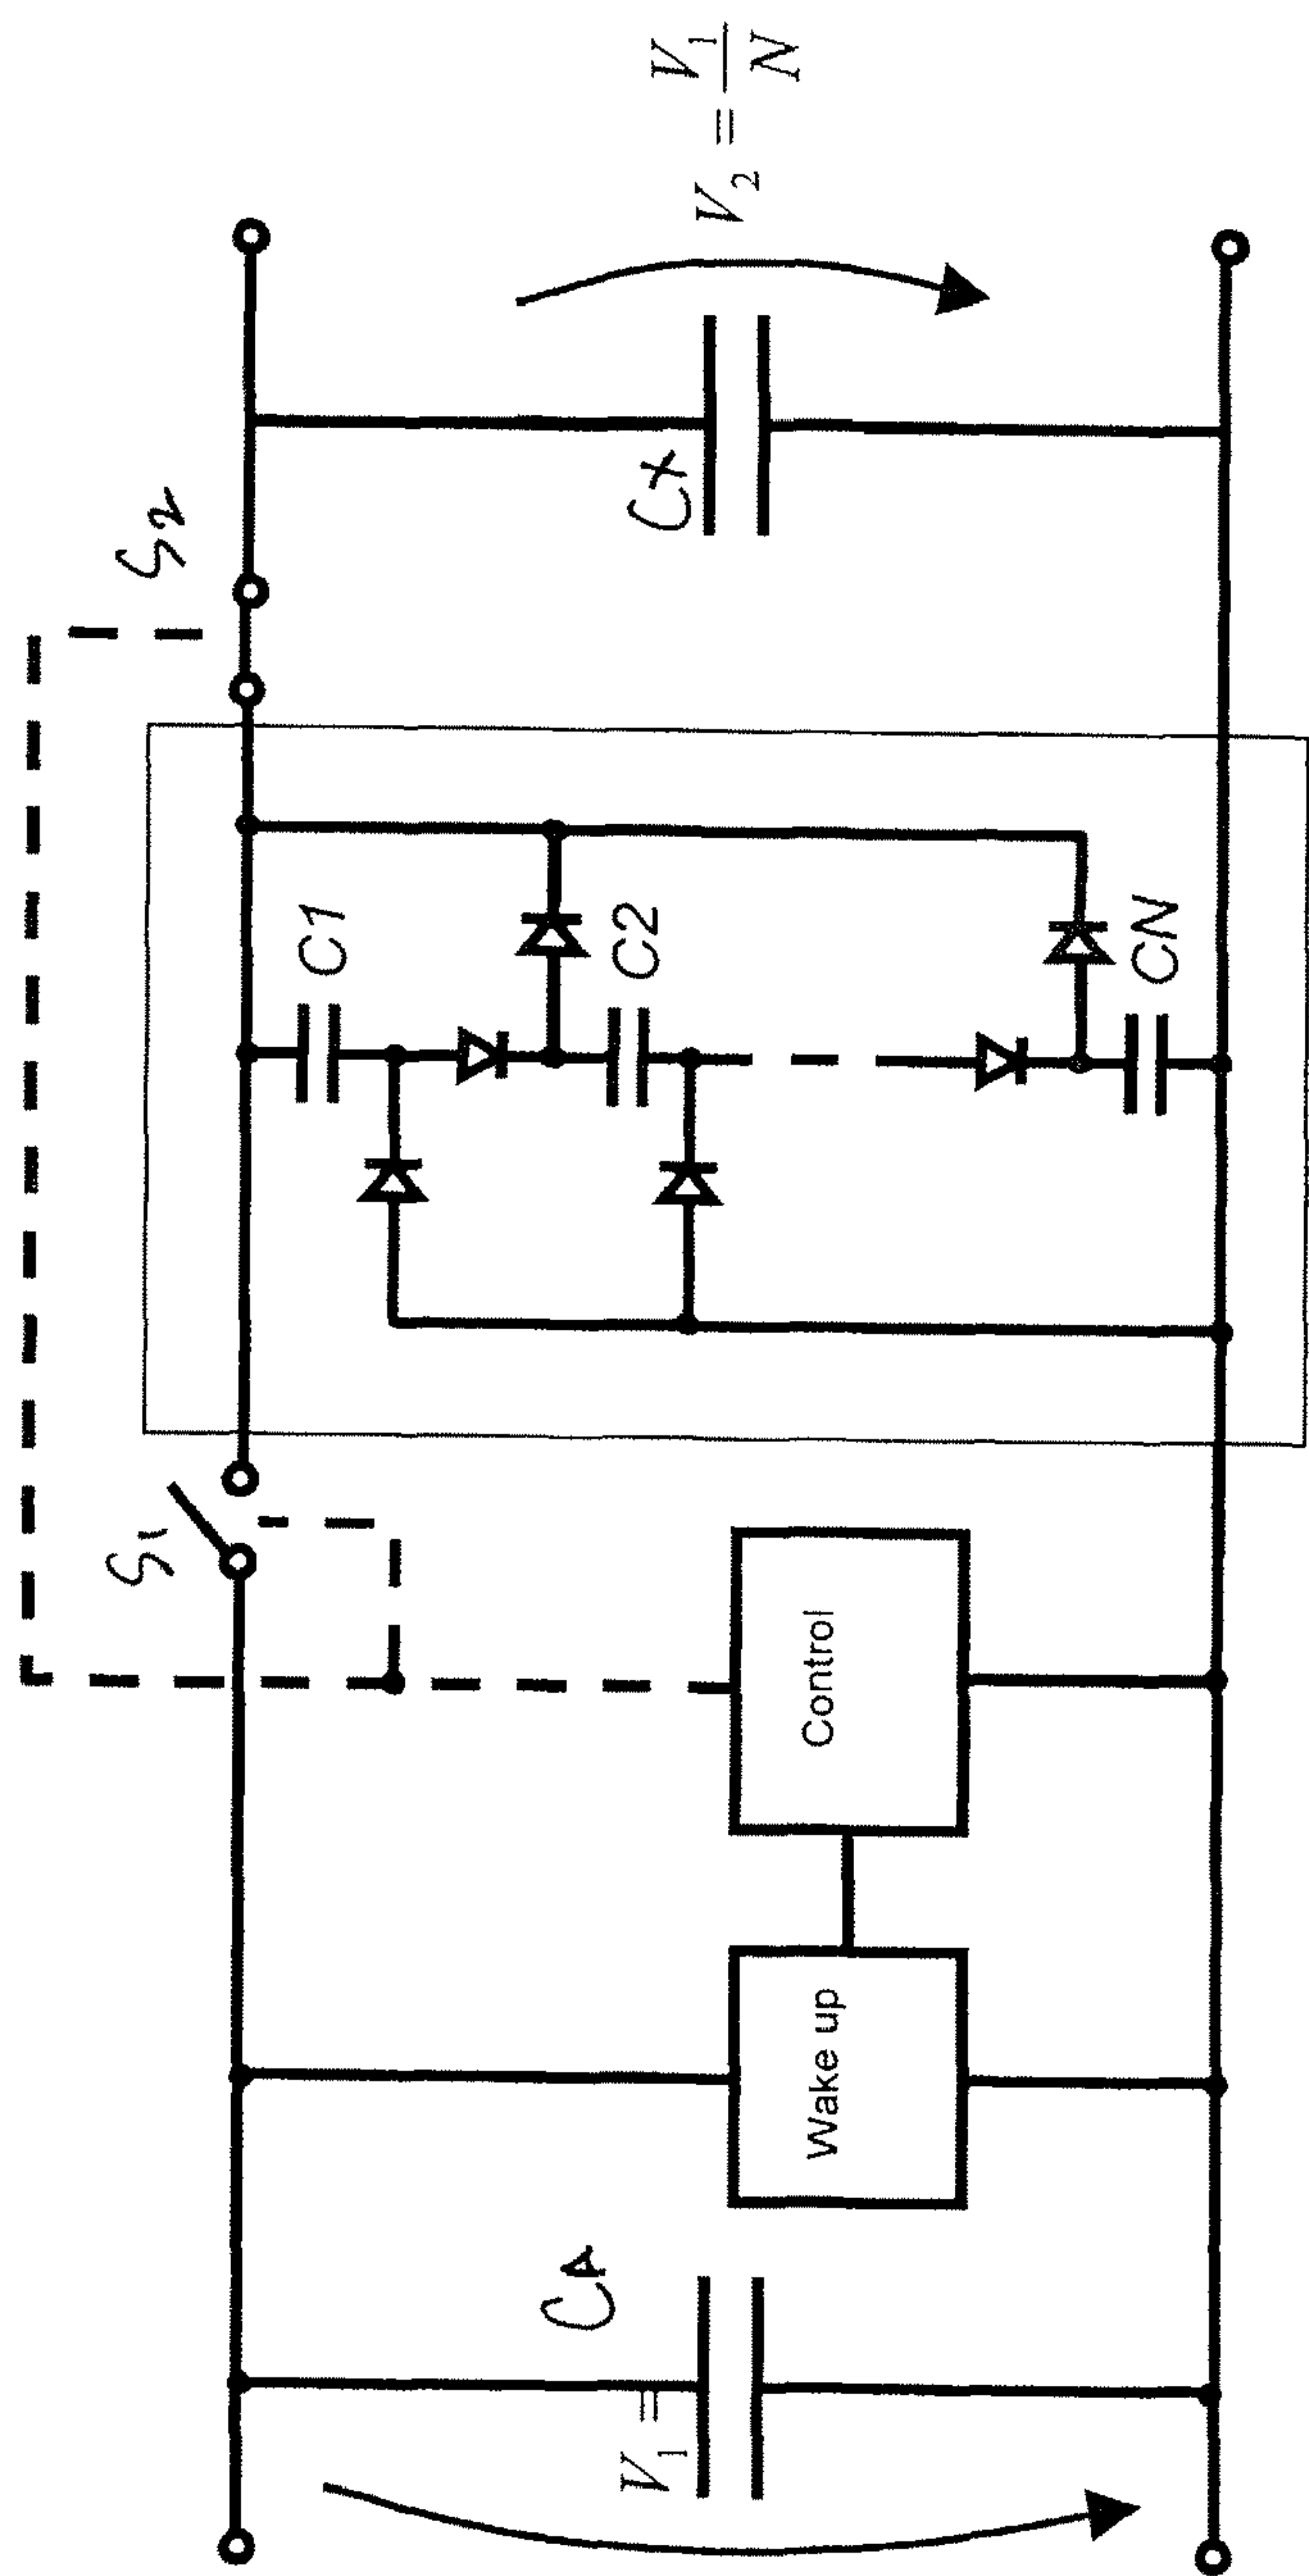 V₁ =
CA
Wake up
Control
S1
C1
C2
CN
S2
Cx
V₂ = V₁/N